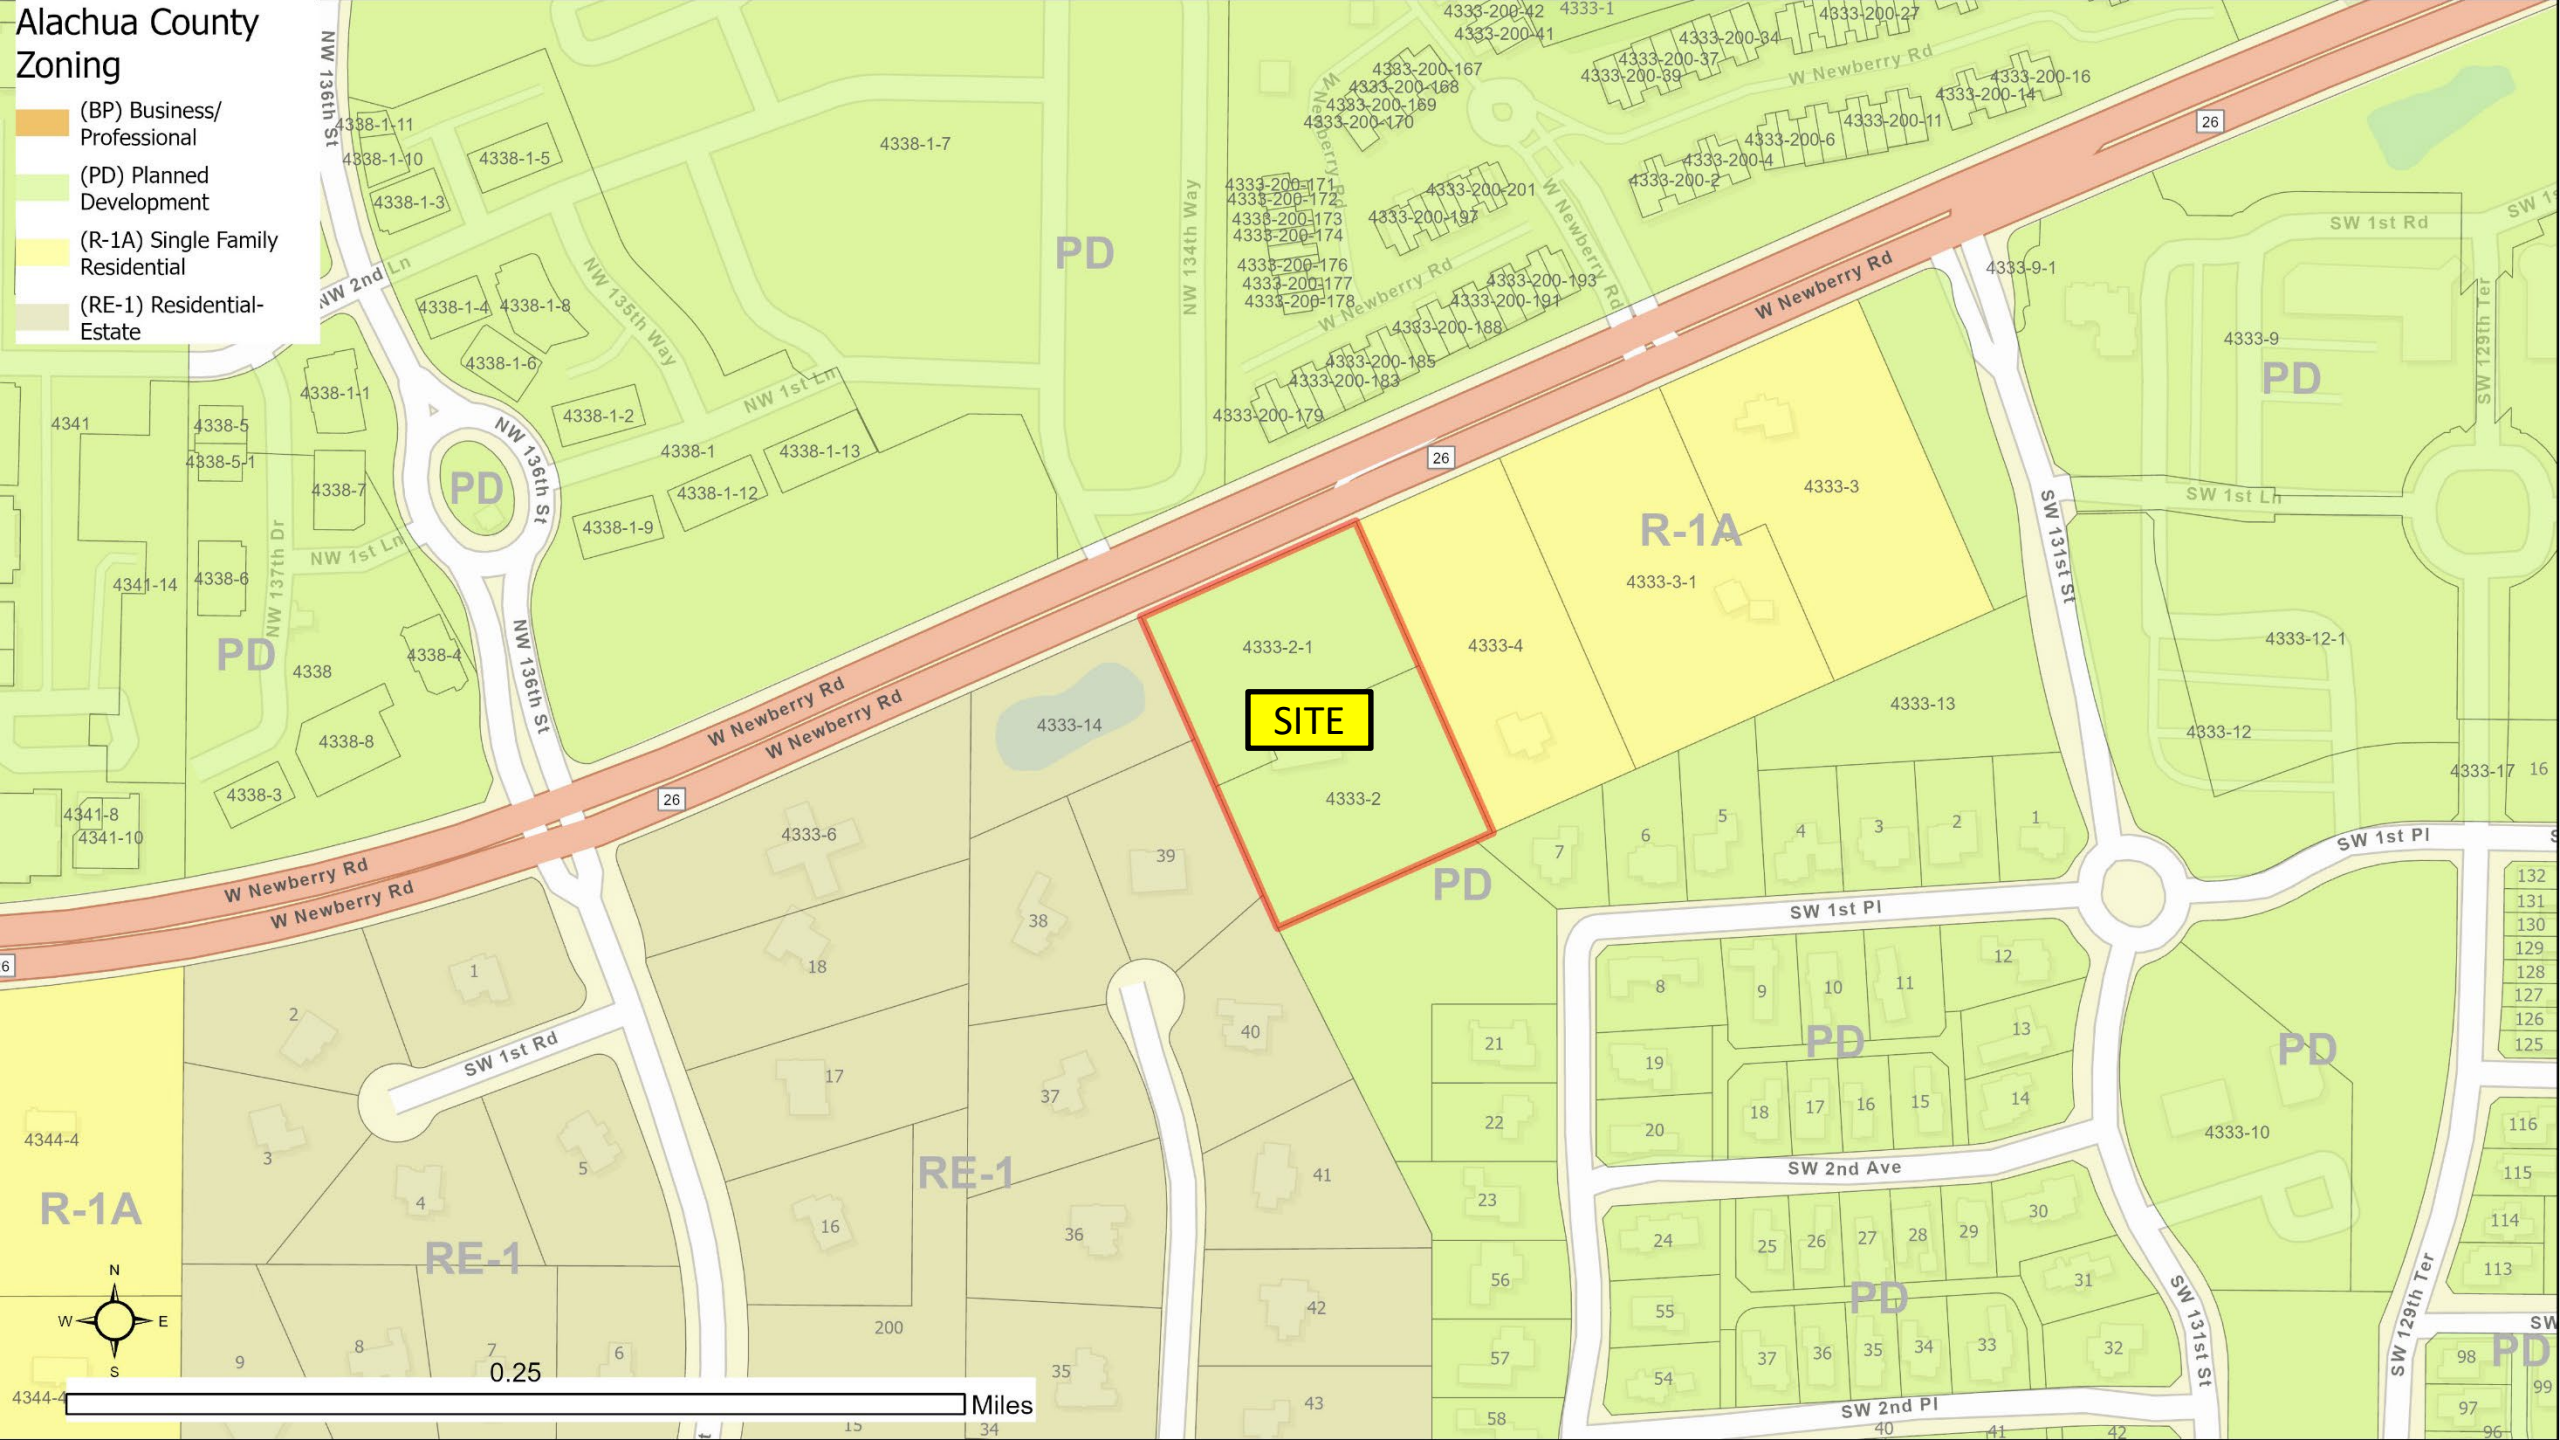 Alachua County
Zoning
(BP) Business/
Professional
(PD) Planned
Development
(R-1A) Single Family
Residential
(RE-1) Residential-
Estate
NW 136th St
4338-1-11
4338-1-10
4338-1-3
4338-1-5
NW 2nd Ln
4338-1-4
4338-1-8
4338-1-6
NW 135th Way
4338-1-7
PD
NW 134th Way
4333-200-42
4333-200-41
4333-1
4333-200-27
4333-200-34
4333-200-37
4333-200-39
W Newberry Rd
4333-200-16
4333-200-14
4333-200-11
4333-200-6
4333-200-4
4333-200-2
4333-200-167
4333-200-168
4333-200-169
4333-200-170
W Newberry Rd
4333-200-171
4333-200-172
4333-200-173
4333-200-174
4333-200-176
4333-200-177
4333-200-178
4333-200-201
4333-200-197
W Newberry Rd
W Newberry Rd
4333-200-193
4333-200-191
4333-200-188
4333-200-185
4333-200-183
4333-200-179
26
W Newberry Rd
26
4333-9-1
SW 1st Rd
SW 1s
4333-9
PD
SW 129th Ter
4341
4338-5
4338-5-1
4338-1-1
4338-7
4338-1-2
4338-1
NW 1st Ln
4338-1-13
4338-1-12
4338-1-9
NW 136th St
PD
NW 1st Ln
NW 137th Dr
4341-14
4338-6
PD
4338
4338-4
4338-8
4338-3
4341-8
4341-10
NW 136th St
W Newberry Rd
W Newberry Rd
26
W Newberry Rd
W Newberry Rd
4333-3
R-1A
4333-3-1
4333-4
4333-2-1
SITE
4333-2
PD
4333-14
4333-6
39
38
SW 131st St
SW 1st Ln
4333-12-1
4333-12
4333-17
16
4333-13
7
6
5
4
3
2
1
SW 1st Pl
SW 1st Pl
132
131
130
129
128
127
126
125
1
2
SW 1st Rd
18
17
16
200
37
36
35
34
40
41
42
43
RE-1
3
4
5
RE-1
R-1A
4344-4
9
8
7
6
15
21
22
23
56
57
58
8
9
10
11
12
13
14
PD
19
20
18
17
16
15
SW 2nd Ave
24
55
54
25
26
27
28
29
30
31
32
PD
37
36
35
34
33
SW 2nd Pl
40
41
42
PD
4333-10
SW 131st St
SW 129th Ter
116
115
114
113
SW
PD
98
99
97
96
N
W
E
S
0.25
Miles